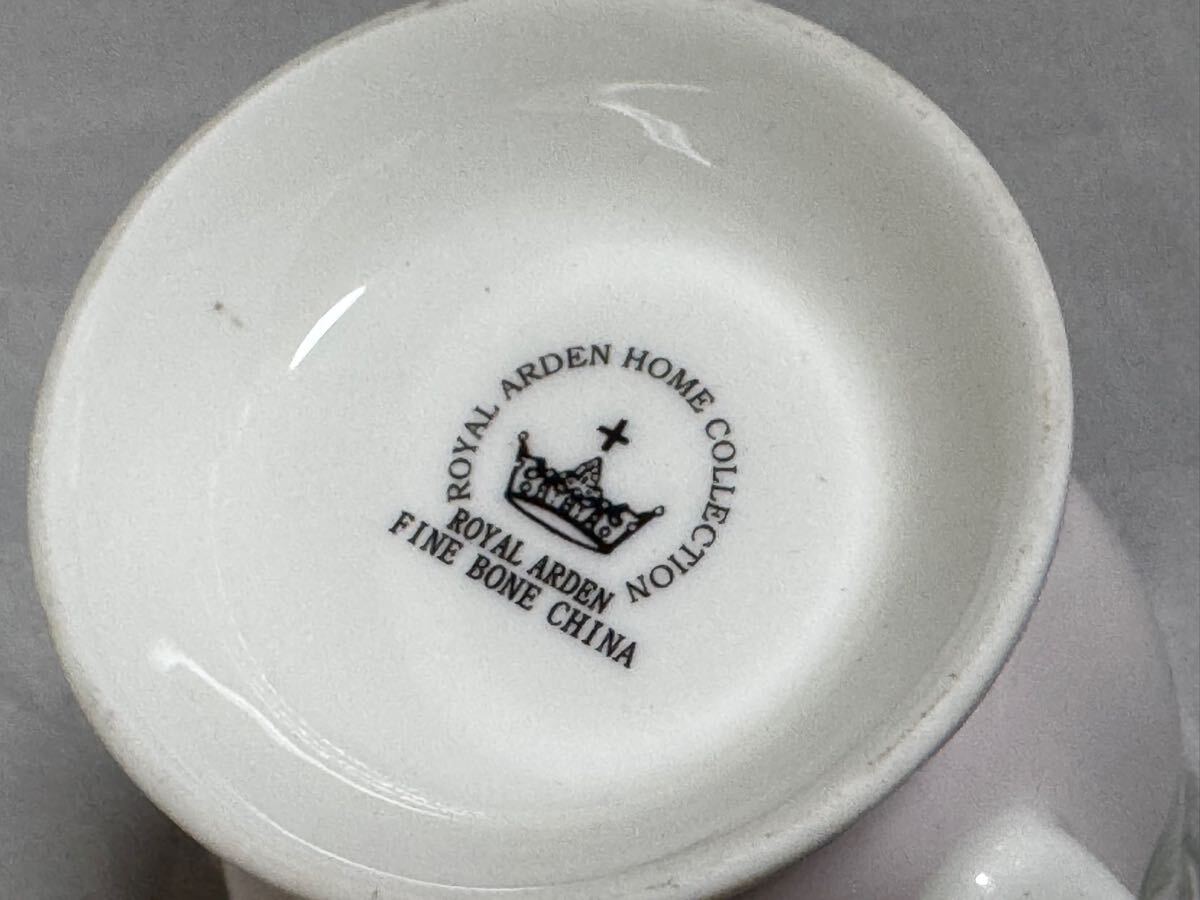 ROYAL ARDEN HOME COLLECTION
ROYAL ARDEN
FINE BONE CHINA